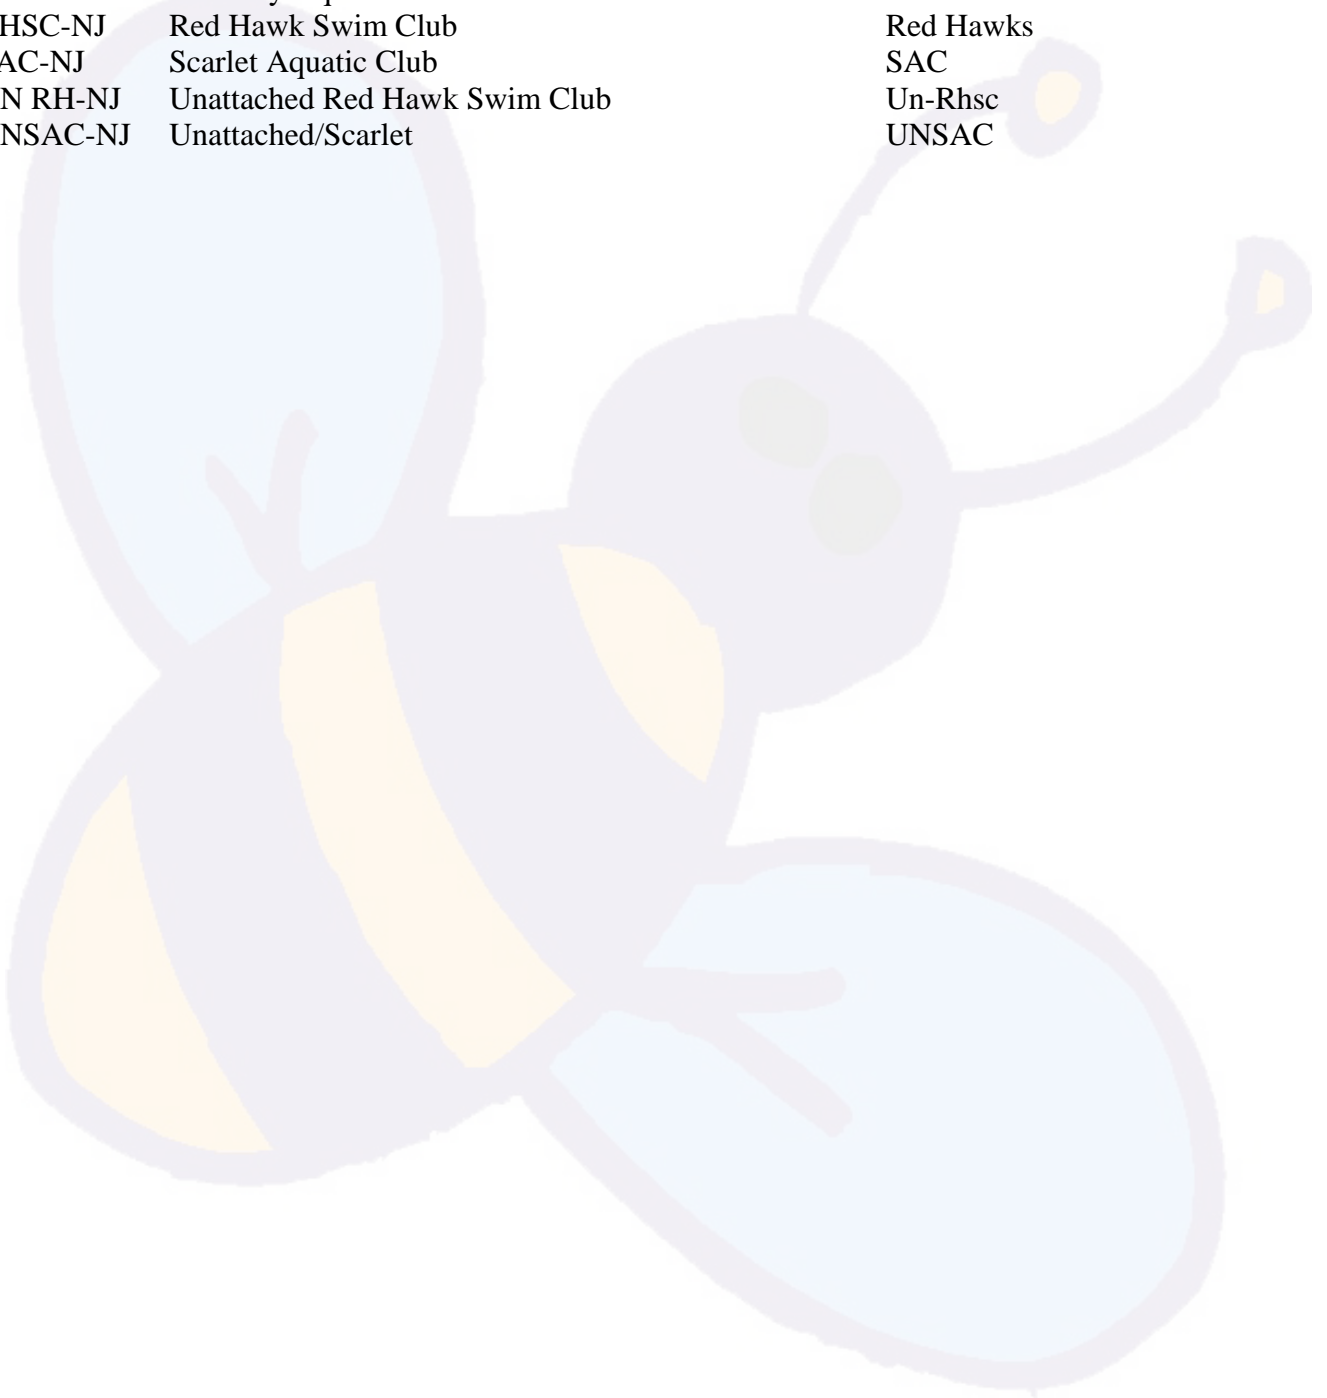 HSC-NJ Red Hawk Swim Club Red Hawks
AC-NJ Scarlet Aquatic Club SAC
N RH-NJ Unattached Red Hawk Swim Club Un-Rhsc
NSAC-NJ Unattached/Scarlet UNSAC